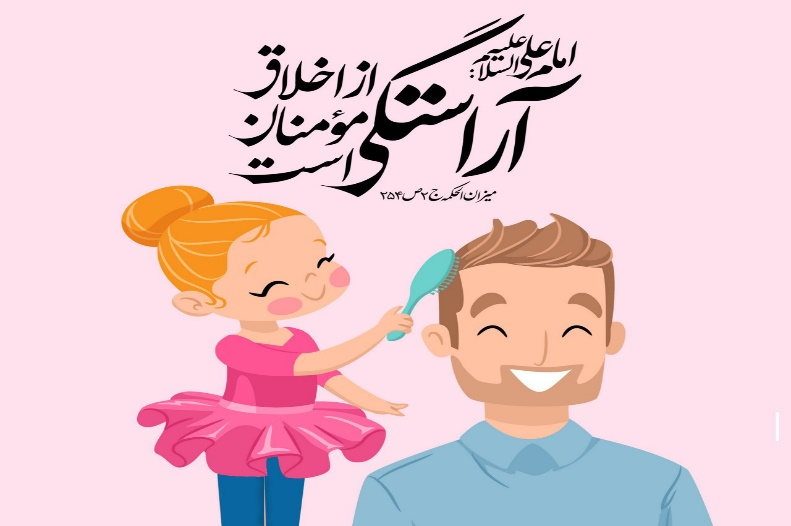 امام علی علیه السلام:
آراستگی از اخلاق
مؤمنان
است
میزان الحکمه ج ۲ ص ۲۵۴